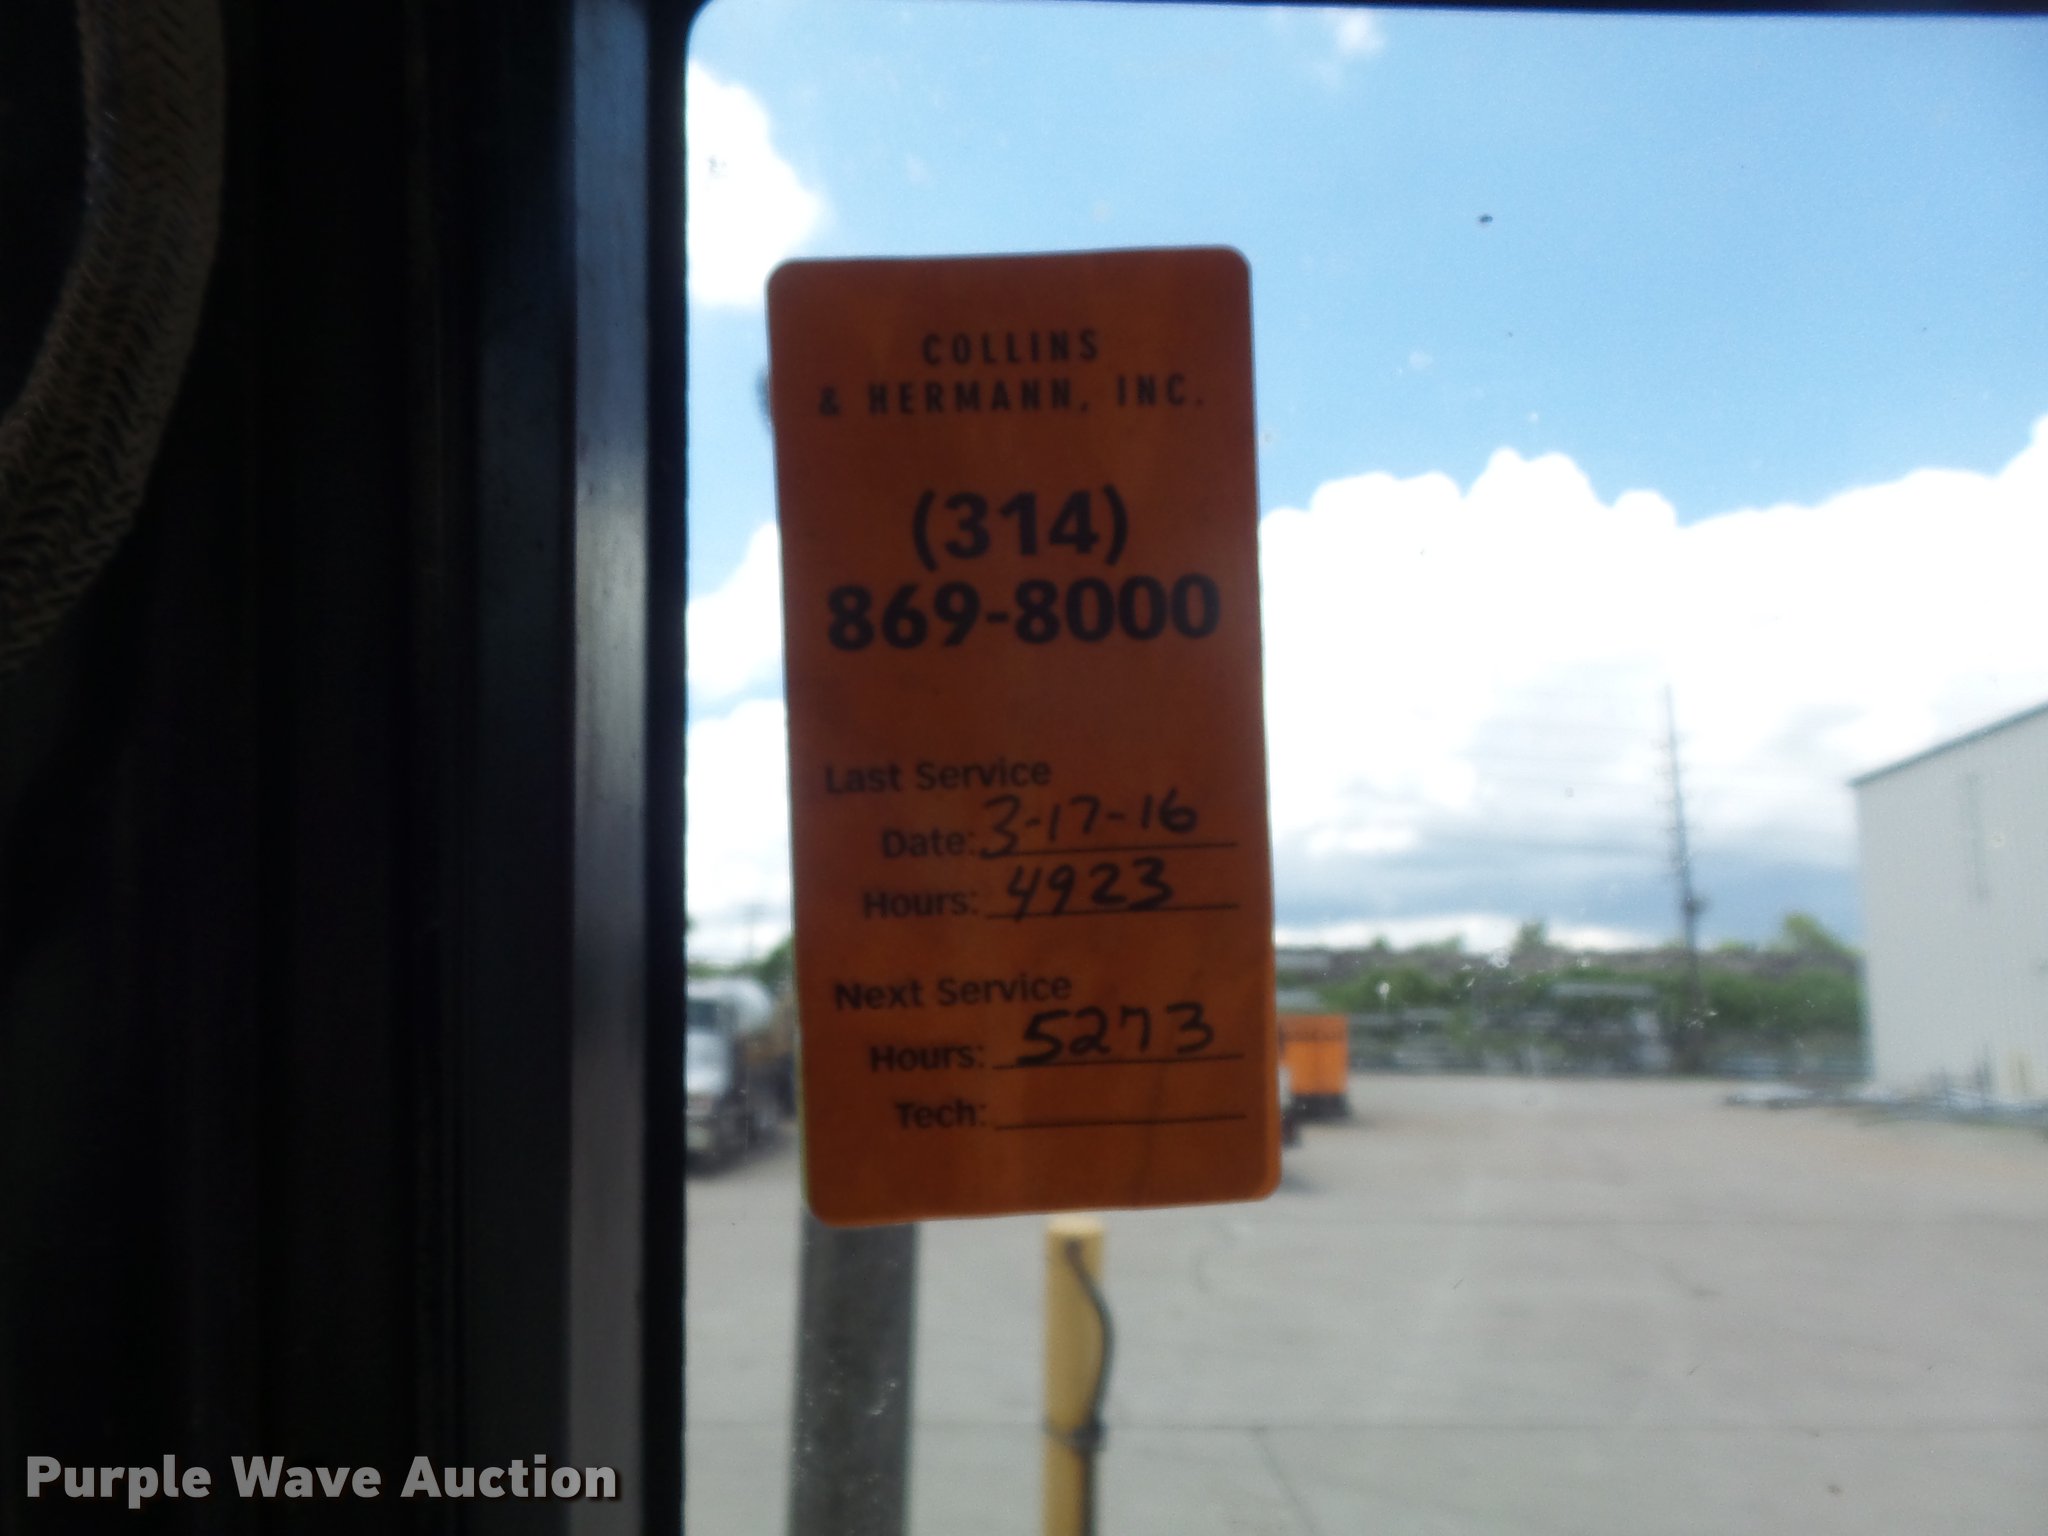 COLLINS
& HERMANN, INC.
(314)
869-8000
Last Service
Date: 3-17-16
Hours: 4923
Next Service
Hours: 5273
Tech:
Purple Wave Auction